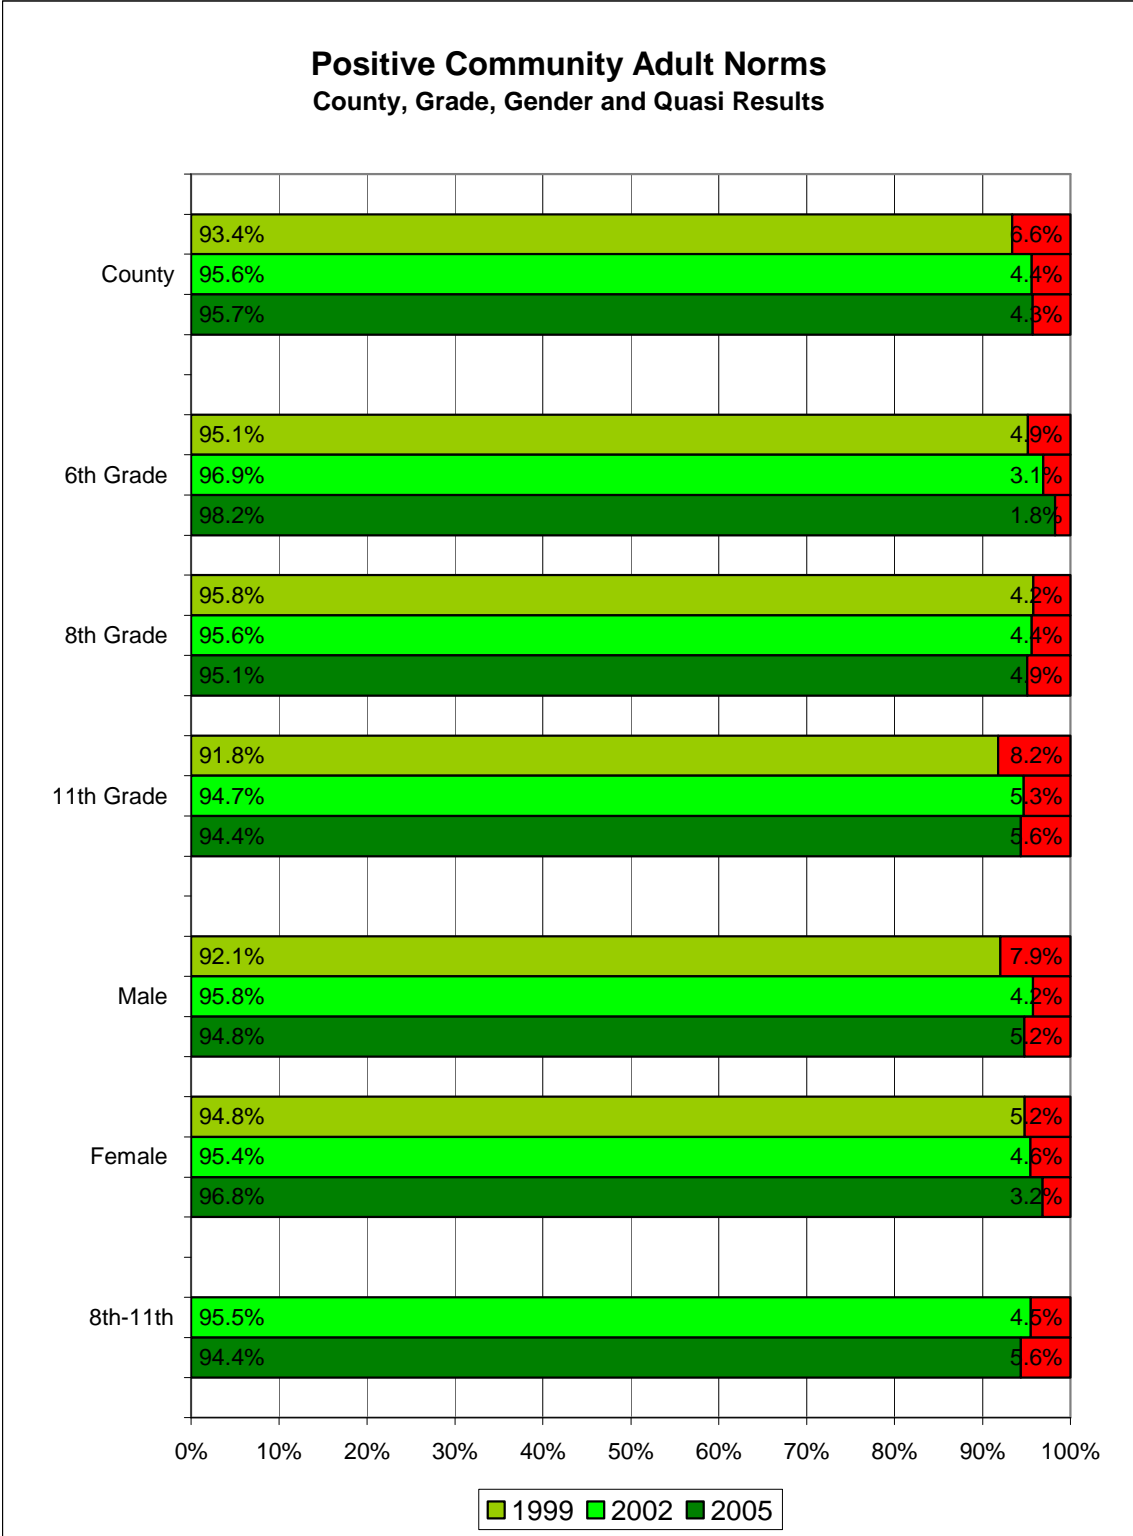 Positive Community Adult Norms
County, Grade, Gender and Quasi Results
93.4% 6.6%
County 95.6% 4.4%
95.7% 4.3%
95.1% 4.9%
6th Grade 96.9% 3.1%
98.2% 1.8%
95.8% 4.2%
8th Grade 95.6% 4.4%
95.1% 4.9%
91.8% 8.2%
11th Grade 94.7% 5.3%
94.4% 5.6%
92.1% 7.9%
Male 95.8% 4.2%
94.8% 5.2%
94.8% 5.2%
Female 95.4% 4.6%
96.8% 3.2%
8th-11th 95.5% 4.5%
94.4% 5.6%
0% 10% 20% 30% 40% 50% 60% 70% 80% 90% 100%
1999 2002 2005